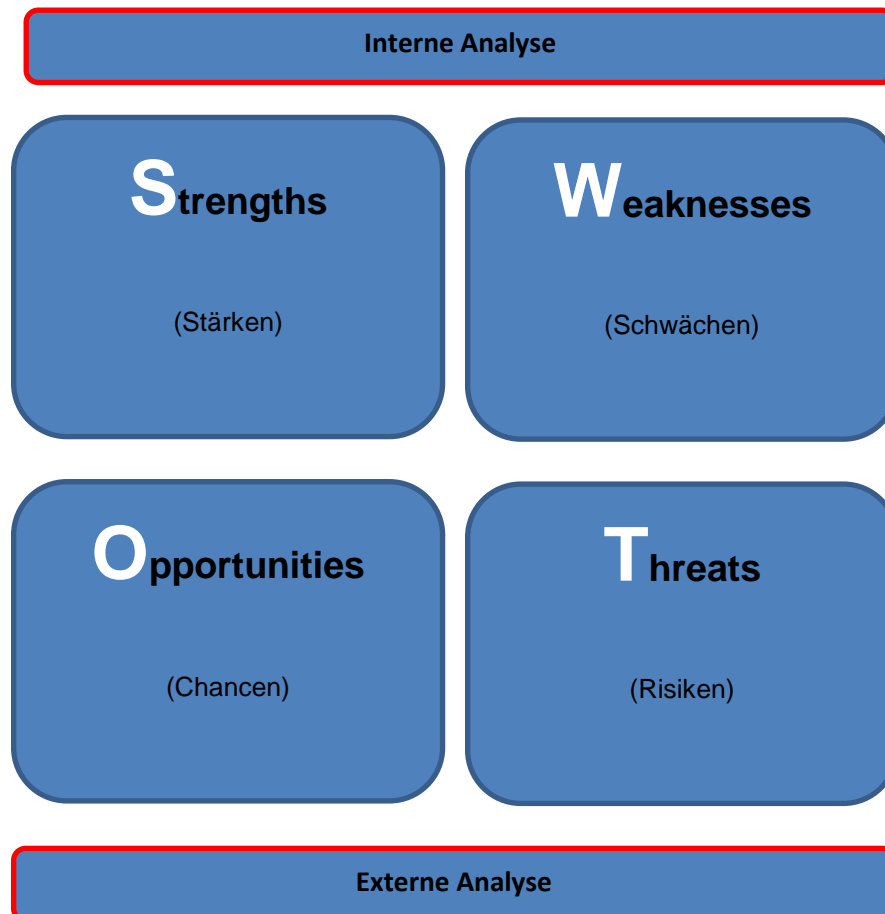 Interne Analyse
Strengths
Weaknesses
(Stärken)
(Schwächen)
Opportunities
Threats
(Chancen)
(Risiken)
Externe Analyse